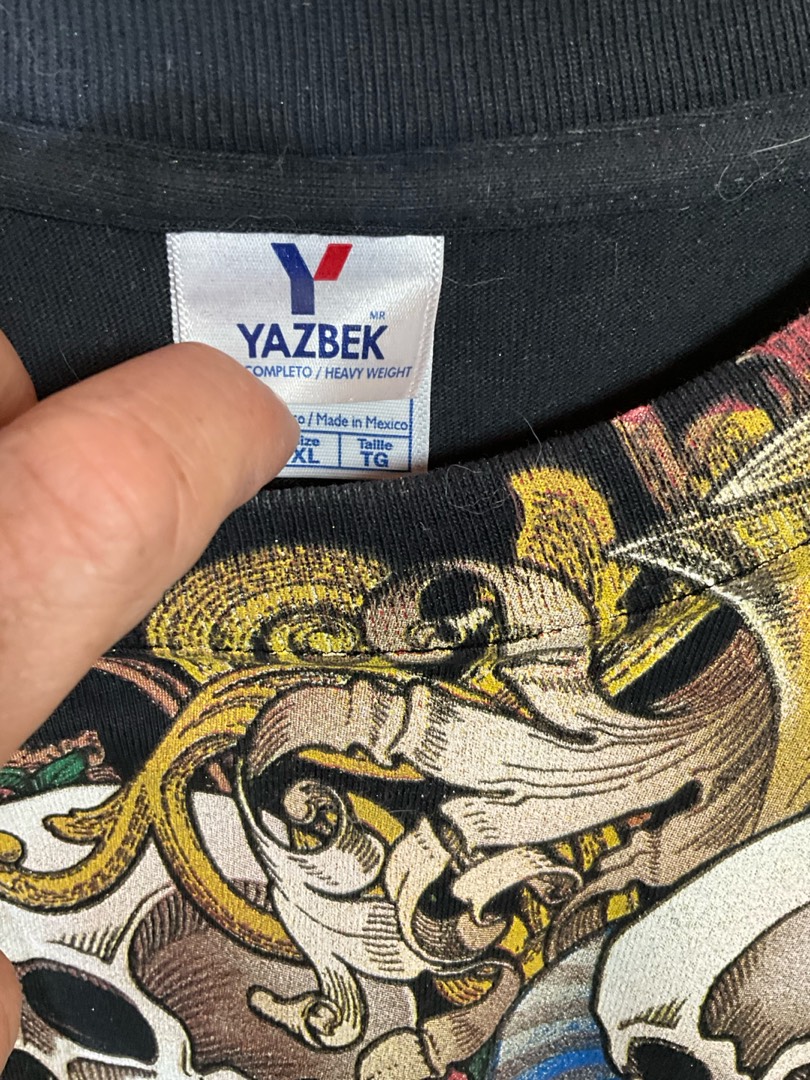 MR
YAZBEK
COMPLETO / HEAVY WEIGHT
/ Made in Mexico
XL
Taille
TG